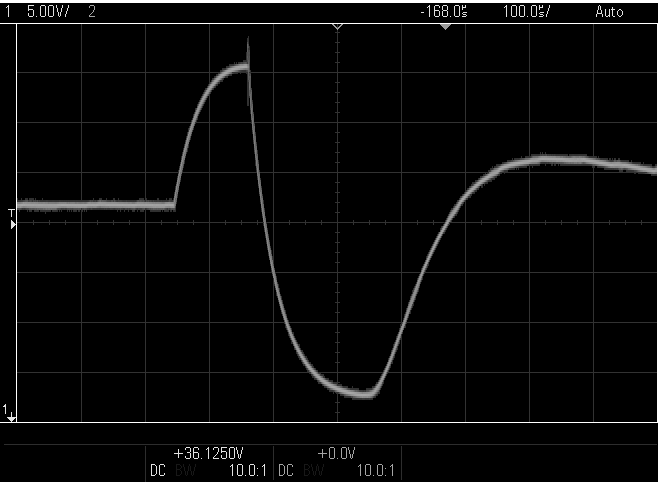 1 5.00V/ 2 -168.0s 100.0s/ Auto
T
1
+36.1250V +0.0V
DC BW 10.0:1 DC BW 10.0:1